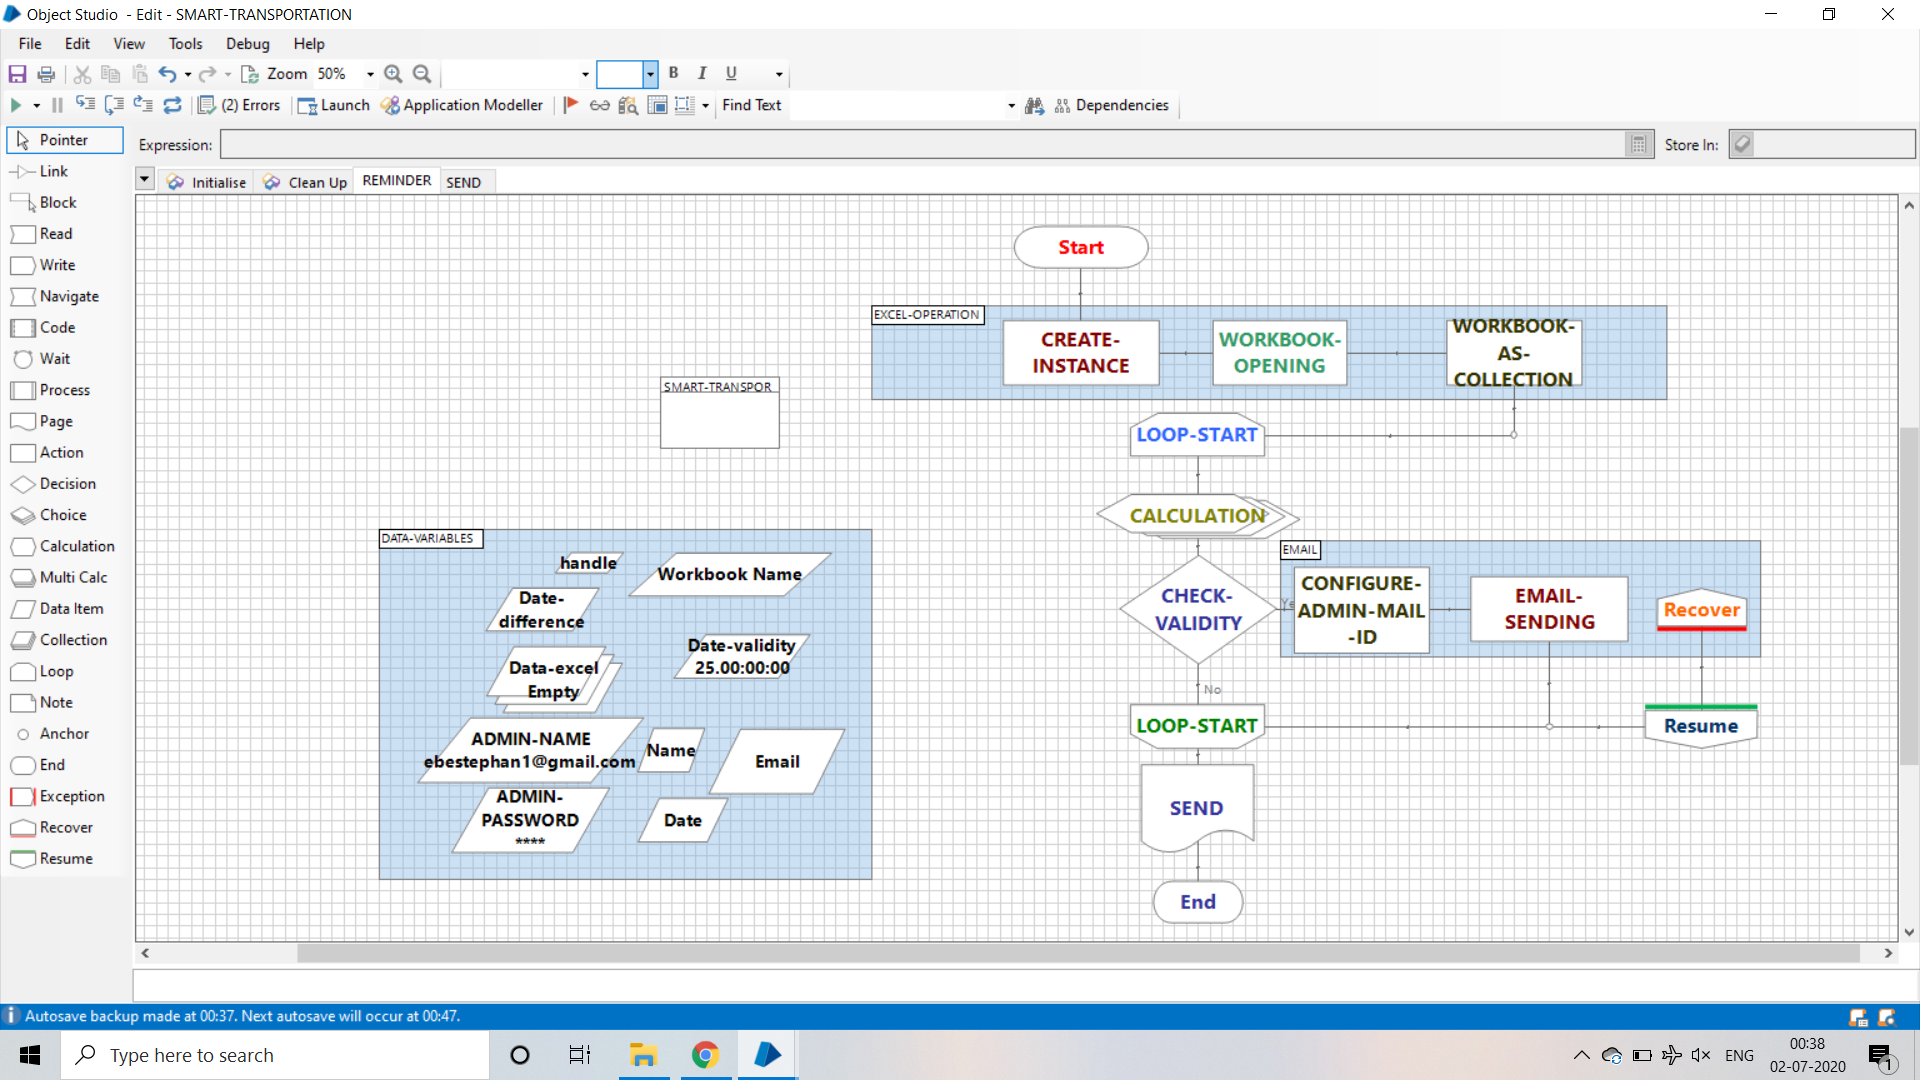 Object Studio - Edit - SMART-TRANSPORTATION
File Edit View Tools Debug Help
Zoom 50% B I U
(2) Errors Launch Application Modeller Find Text Dependencies
Pointer
Link
Block
Read
Write
Navigate
Code
Wait
Process
Page
Action
Decision
Choice
Calculation
Multi Calc
Data Item
Collection
Loop
Note
Anchor
End
Exception
Recover
Resume
Expression:
Store In:
Initialise Clean Up REMINDER SEND
Start
EXCEL-OPERATION
CREATE-
INSTANCE
WORKBOOK-
OPENING
WORKBOOK-
AS-
COLLECTION
SMART-TRANSPOR
LOOP-START
CALCULATION
CHECK-
VALIDITY
Ye
No
EMAIL
CONFIGURE-
ADMIN-MAIL
-ID
EMAIL-
SENDING
Recover
Resume
LOOP-START
SEND
End
DATA-VARIABLES
handle
Workbook Name
Date-
difference
Date-validity
25.00:00:00
Data-excel
Empty
ADMIN-NAME
ebestephan1@gmail.com
Name
Email
ADMIN-
PASSWORD
****
Date
Autosave backup made at 00:37. Next autosave will occur at 00:47.
Type here to search
ENG
00:38
02-07-2020
1